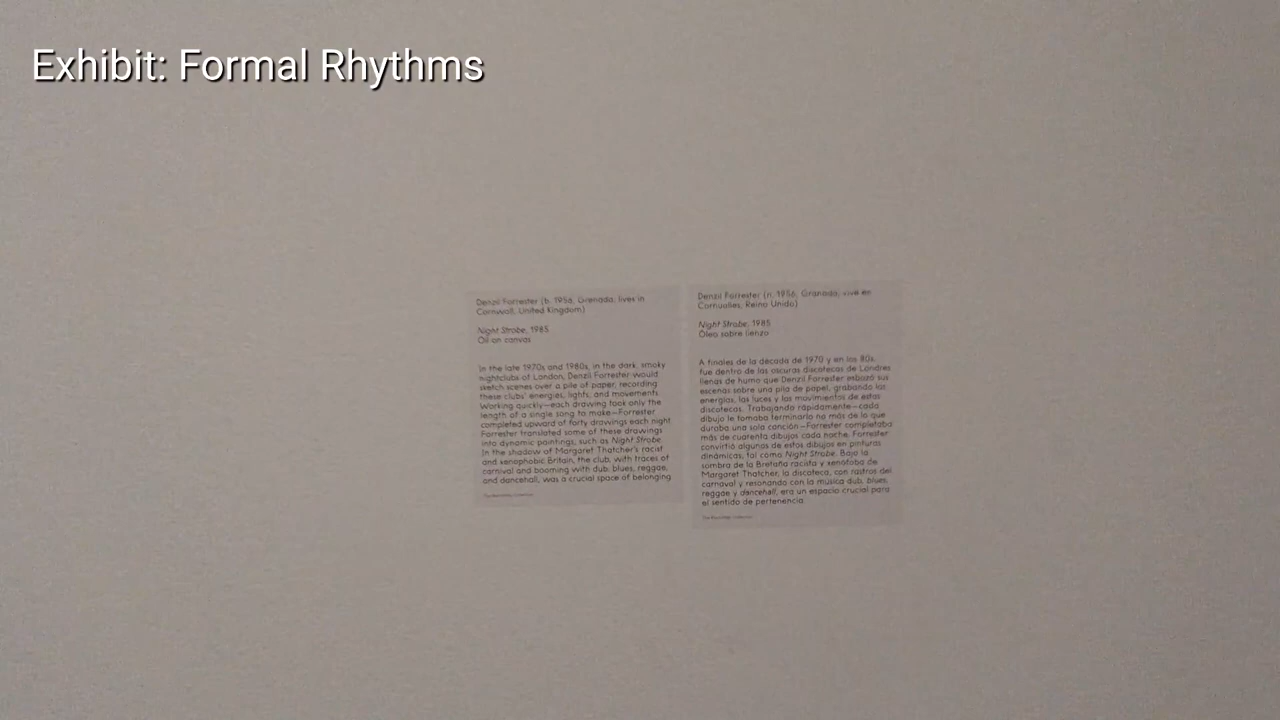 Exhibit: Formal Rhythms
Denzil Forrester (b. 1956, Grenada; lives in
Cornwall, United Kingdom)
Night Strobe, 1985
Oil on canvas
In the late 1970s and 1980s, in the dark, smoky
nightclubs of London, Denzil Forrester would
sketch scenes over a pile of paper, recording
these clubs' energies, lights, and movements.
Working quickly—each drawing took only the
length of a single song to make—Forrester
completed upward of forty drawings each night.
Forrester translated some of these drawings
into dynamic paintings, such as Night Strobe.
In the shadow of Margaret Thatcher's racist
and xenophobic Britain, the club, with traces of
carnival and booming with dub, blues, reggae,
and dancehall, was a crucial space of belonging.
Denzil Forrester (n. 1956, Granada; vive en
Cornualles, Reino Unido)
Night Strobe, 1985
Óleo sobre lienzo
A finales de la década de 1970 y en los 80s,
fue dentro de las oscuras discotecas de Londres
llenas de humo que Denzil Forrester esbozó sus
escenas sobre una pila de papel, grabando las
energías, las luces y los movimientos de estas
discotecas. Trabajando rápidamente—cada
dibujo le tomaba terminarlo no más de lo que
duraba una sola canción—Forrester completaba
más de cuarenta dibujos cada noche. Forrester
convirtió algunas de estos dibujos en pinturas
dinámicas, tal como Night Strobe. Bajo la
sombra de la Bretaña racista y xenófoba de
Margaret Thatcher, la discoteca, con rastros del
carnaval y resonando con la música dub, blues,
reggae y dancehall, era un espacio crucial para
el sentido de pertenencia.